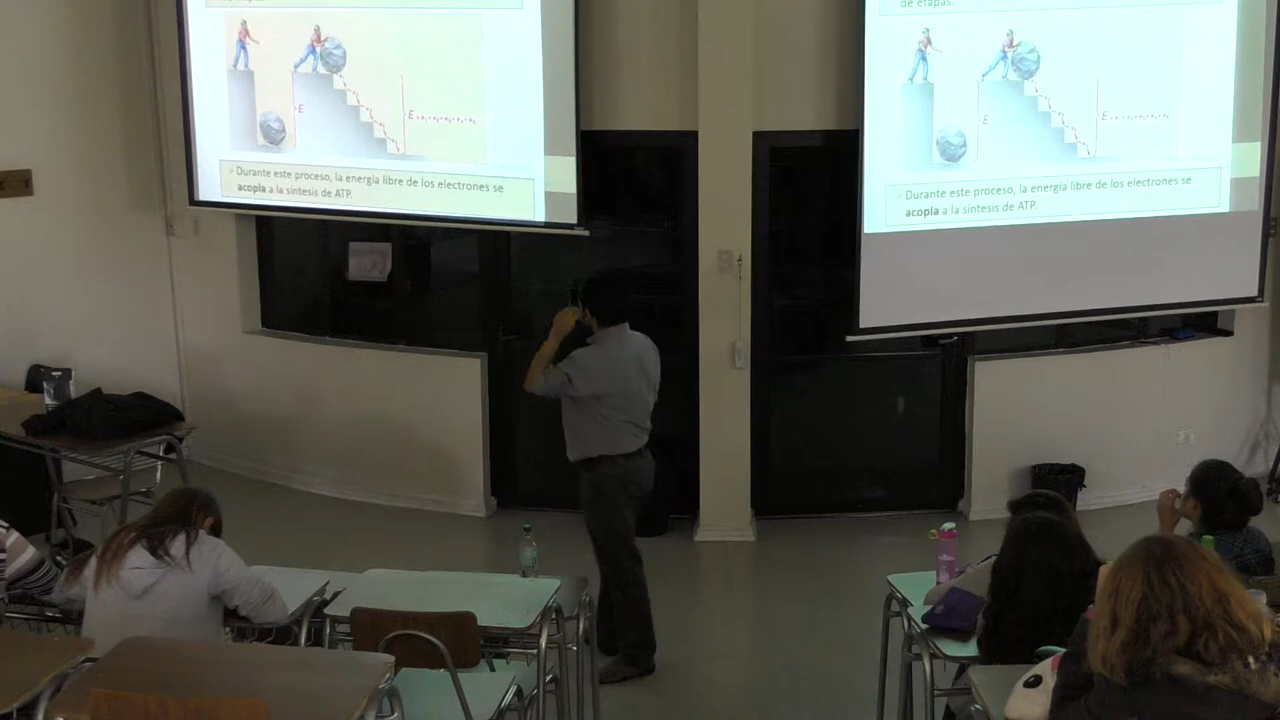 E
Durante este proceso, la energía libre de los electrones se
acopla a la síntesis de ATP.
de etapas.
E
Durante este proceso, la energía libre de los electrones se
acopla a la síntesis de ATP.